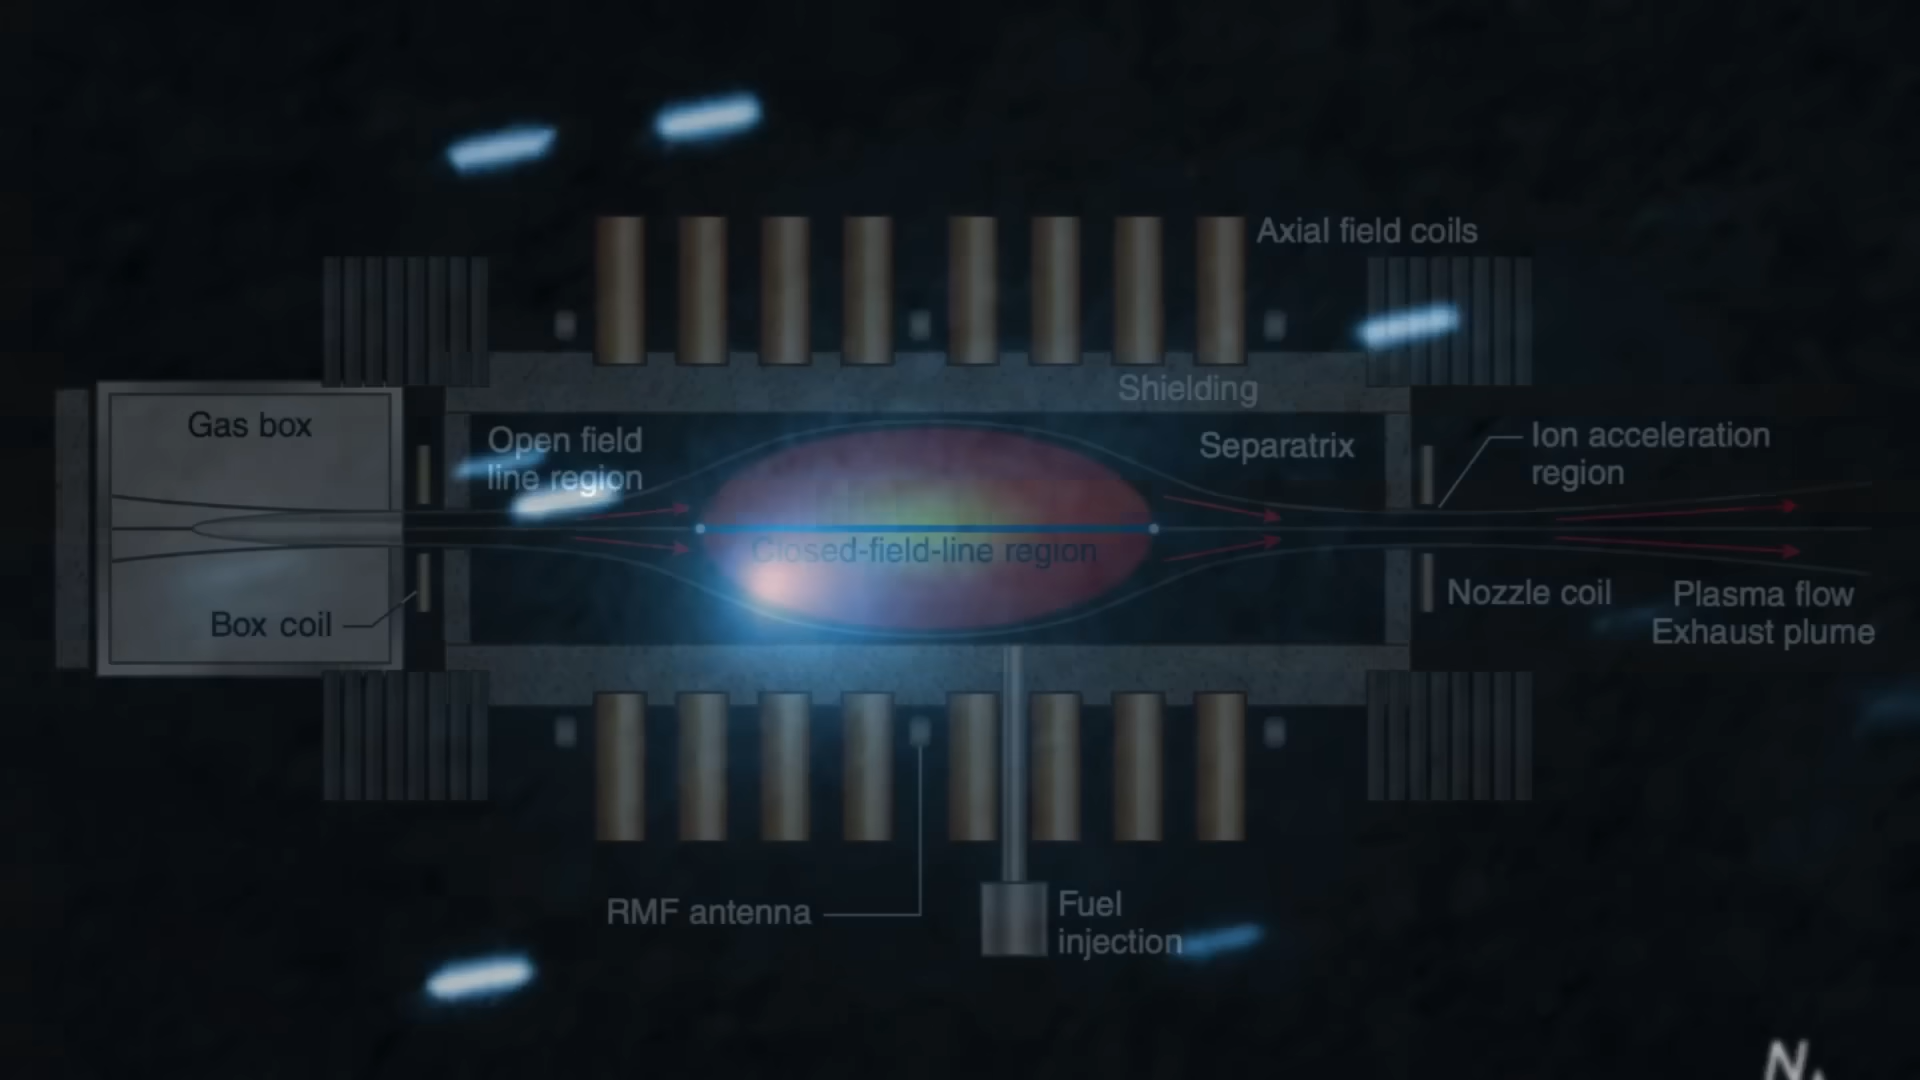 Axial field coils
Shielding
Gas box
Open field
line region
Separatrix
Ion acceleration
region
Closed-field-line region
Box coil
Nozzle coil
Plasma flow
Exhaust plume
RMF antenna
Fuel
injection
N.